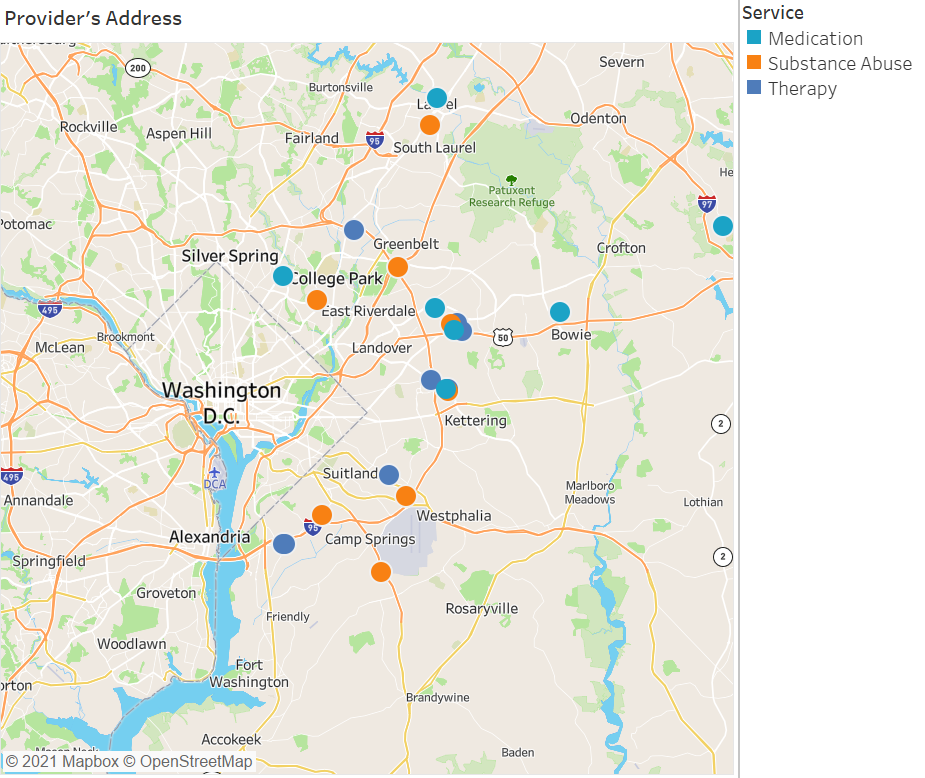 Provider's Address
Service
Medication
Substance Abuse
Therapy
200
Burtonsville
Severn
Rockville
Aspen Hill
Fairland
95
South Laurel
Odenton
Patuxent
Research Refuge
97
Potomac
Greenbelt
Crofton
Silver Spring
College Park
495
East Riverdale
Brookmont
McLean
Landover
50
Bowie
Washington
D.C.
Kettering
2
495
DCA
Suitland
Annandale
Marlboro
Meadows
Lothian
Westphalia
95
Alexandria
Camp Springs
2
Springfield
Groveton
Friendly
Rosaryville
Woodlawn
Fort
Washington
orton
Brandywine
Accokeek
Baden
© 2021 Mapbox © OpenStreetMap